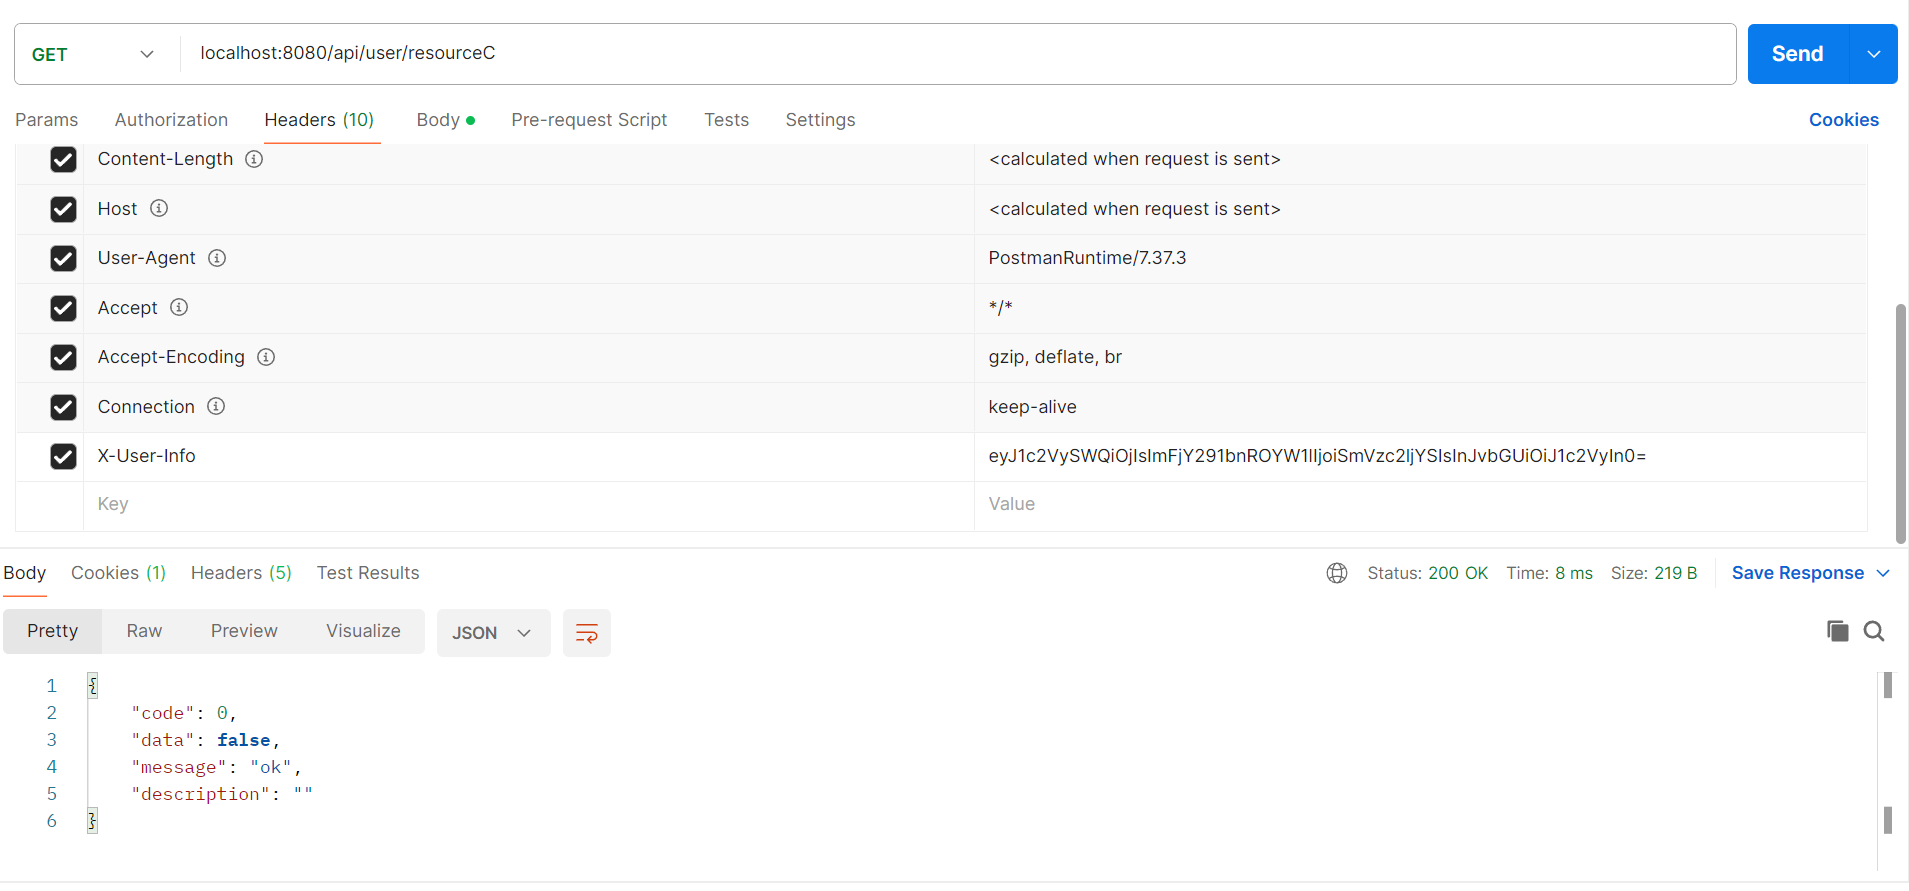 GET
localhost:8080/api/user/resourceC
Send
Params Authorization Headers (10) Body Pre-request Script Tests Settings Cookies
Content-Length <calculated when request is sent>
Host <calculated when request is sent>
User-Agent PostmanRuntime/7.37.3
Accept */*
Accept-Encoding gzip, deflate, br
Connection keep-alive
X-User-Info eyJ1c2VySWQiOjIsImFjY291bnROYW1lIjoiSmVzc2ljYSIsInJvbGUiOiJ1c2VyIn0=
Key Value
Body Cookies (1) Headers (5) Test Results Status: 200 OK Time: 8 ms Size: 219 B Save Response
Pretty Raw Preview Visualize JSON
1 {
2 "code": 0,
3 "data": false,
4 "message": "ok",
5 "description": ""
6 }